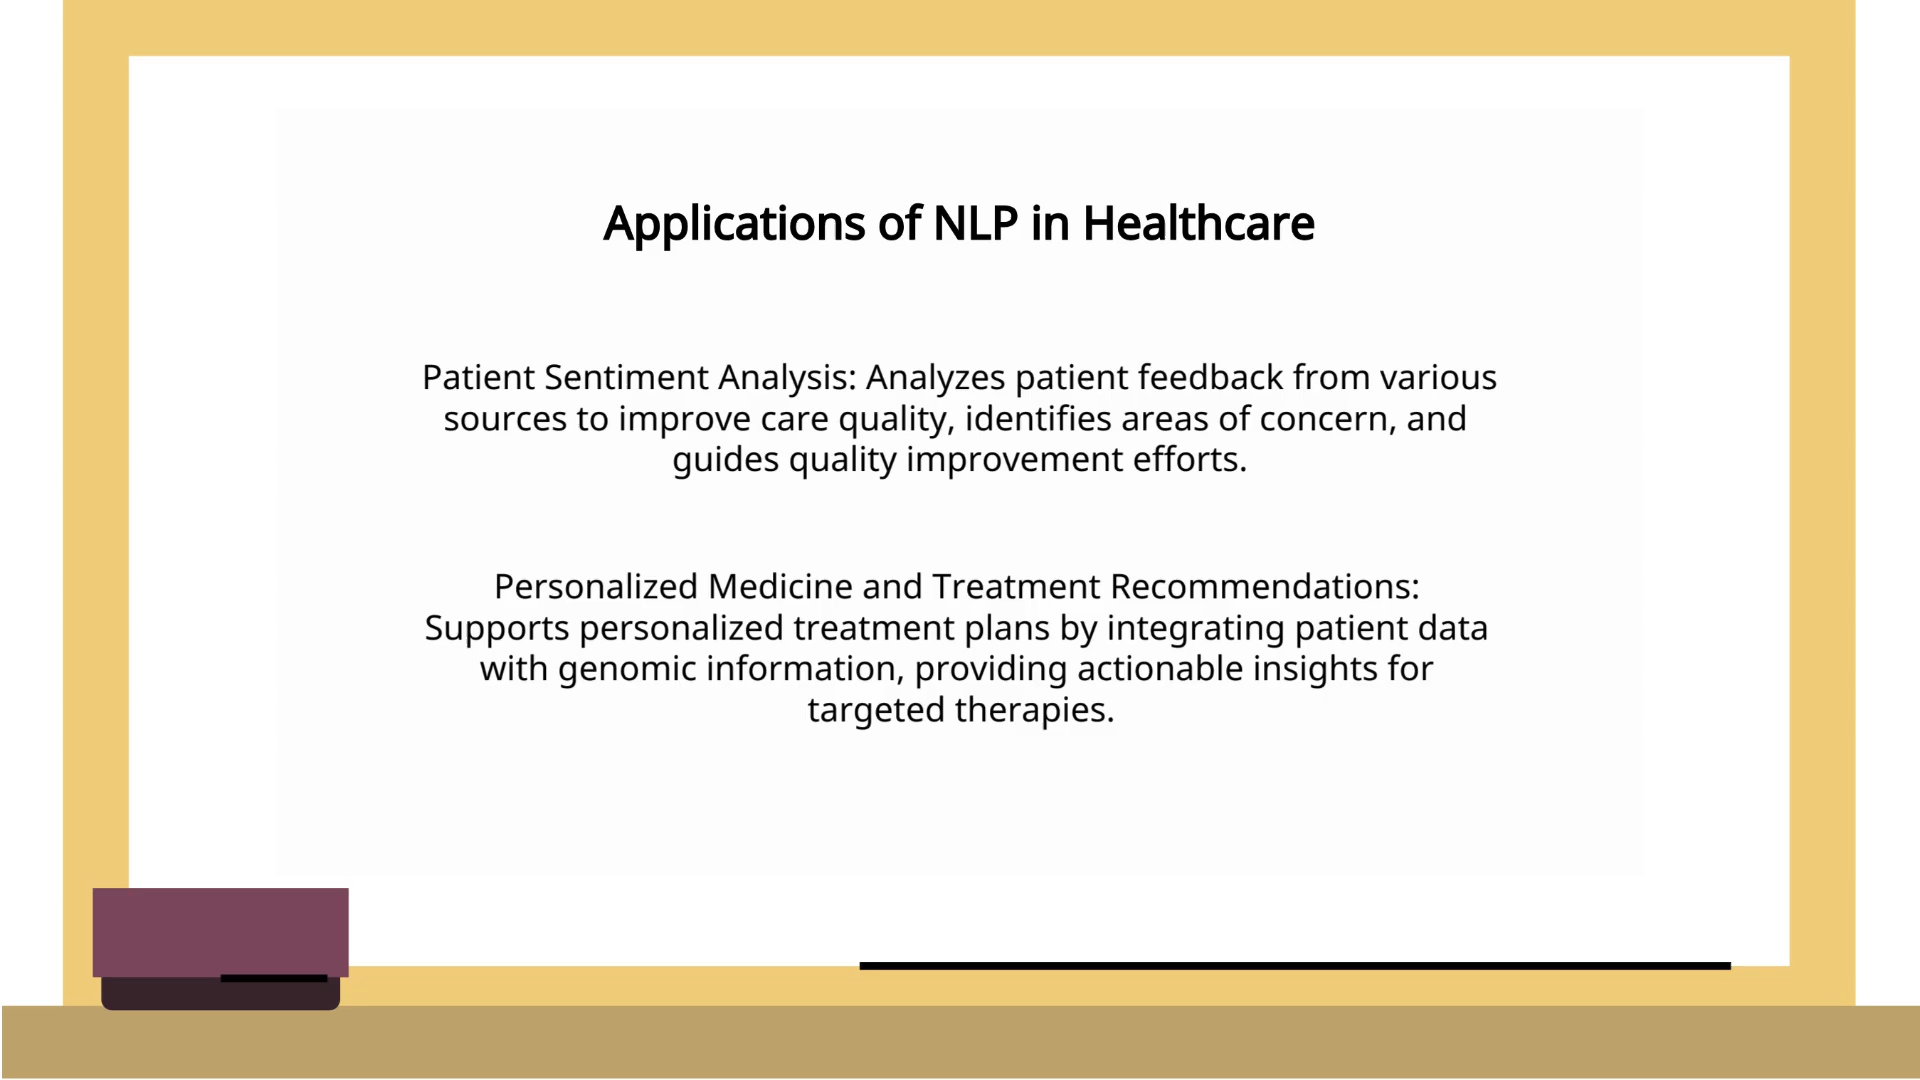 Applications of NLP in Healthcare
Patient Sentiment Analysis: Analyzes patient feedback from various
sources to improve care quality, identifies areas of concern, and
guides quality improvement efforts.
Personalized Medicine and Treatment Recommendations:
Supports personalized treatment plans by integrating patient data
with genomic information, providing actionable insights for
targeted therapies.